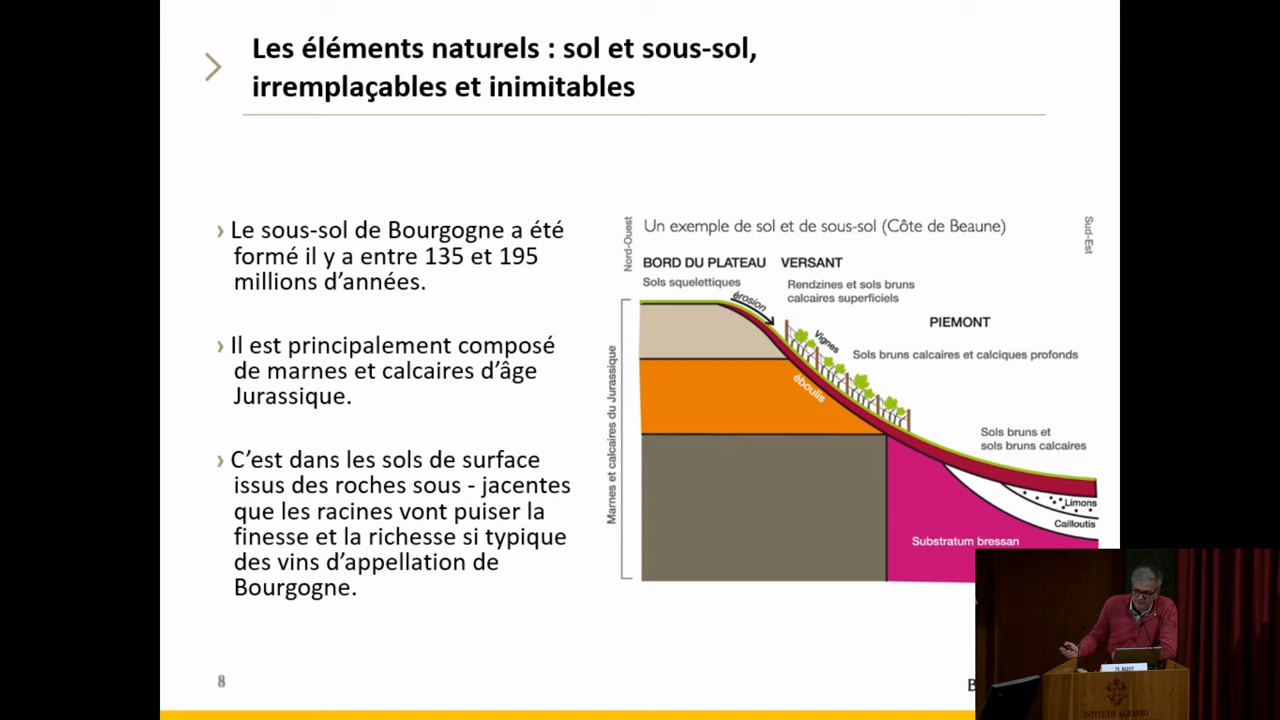 Les éléments naturels : sol et sous-sol,
irremplaçables et inimitables
› Le sous-sol de Bourgogne a été
formé il y a entre 135 et 195
millions d’années.
› Il est principalement composé
de marnes et calcaires d’âge
Jurassique.
› C’est dans les sols de surface
issus des roches sous - jacentes
que les racines vont puiser la
finesse et la richesse si typique
des vins d’appellation de
Bourgogne.
Nord-Ouest
Un exemple de sol et de sous-sol (Côte de Beaune)
Sud-Est
BORD DU PLATEAU
VERSANT
Sols squelettiques
Rendzines et sols bruns
calcaires superficiels
érosion
PIEMONT
Vignes
Sols bruns calcaires et calciques profonds
éboulis
Marnes et calcaires du Jurassique
Sols bruns et
sols bruns calcaires
Limons
Cailloutis
Substratum bressan
8
B
ISTITUTO AGRARIO